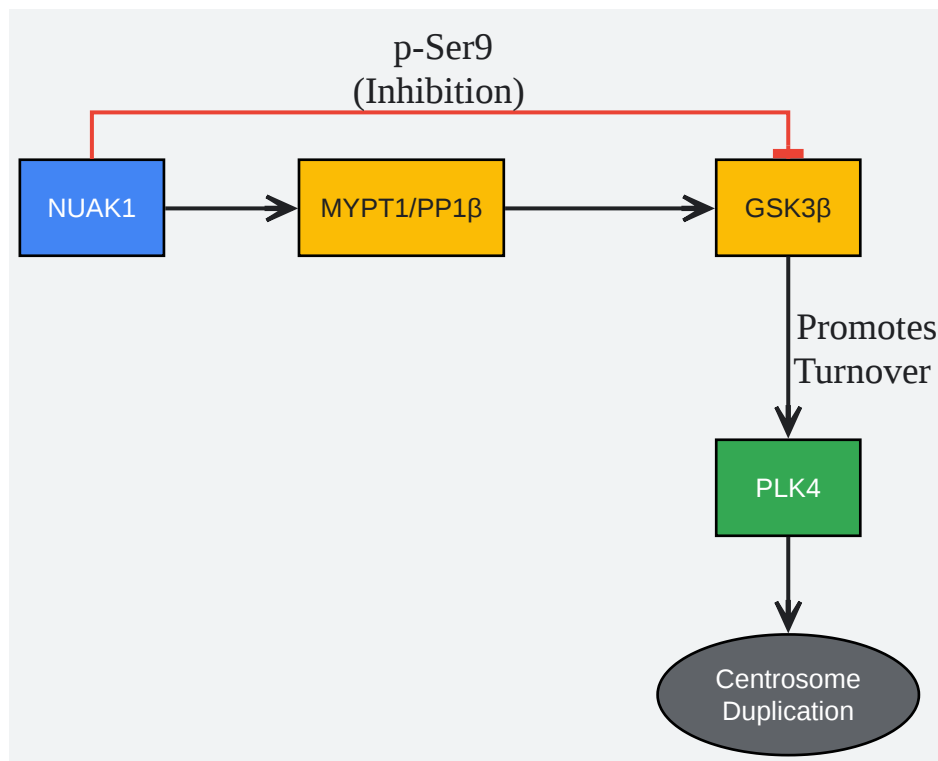 p-Ser9
(Inhibition)
NUAK1
MYPT1/PP1β
GSK3β
Promotes
Turnover
PLK4
Centrosome
Duplication